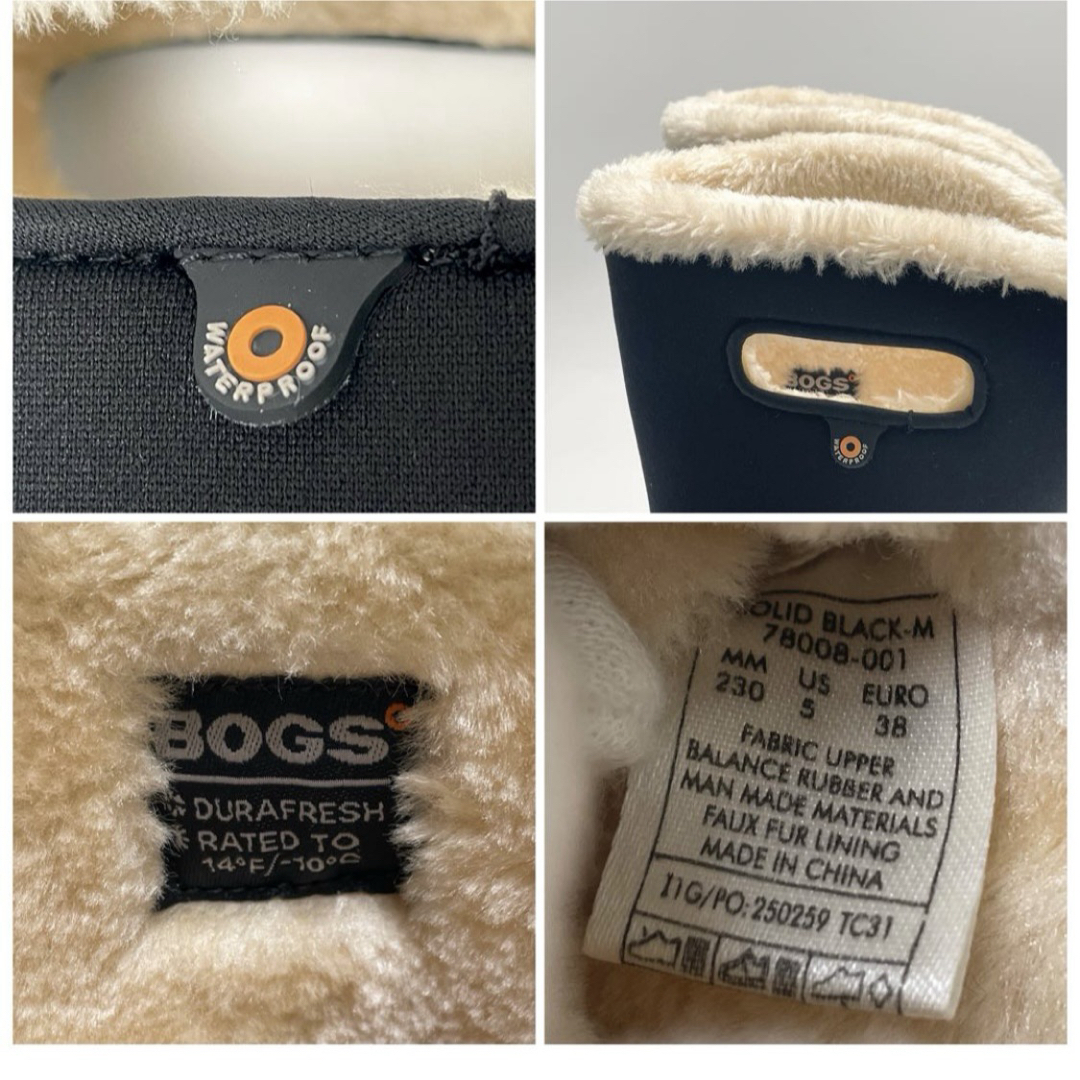 WATERPROOF
BOGS
WATERPROOF
BOGS
DURAFRESH
RATED TO
14°F/-10°C
SOLID BLACK-M
78008-001
MM US EURO
230 5 38
FABRIC UPPER
BALANCE RUBBER AND
MAN MADE MATERIALS
FAUX FUR LINING
MADE IN CHINA
I1G/PO:250259 TC31